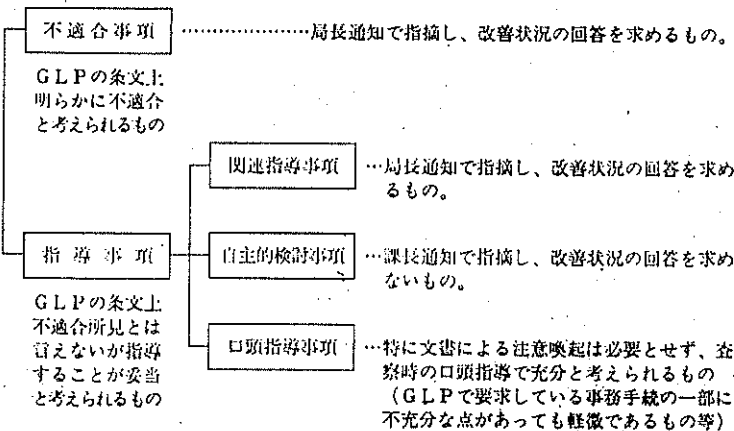 不適合事項 ………………局長通知で指摘し、改善状況の回答を求めるもの。
GLPの条文上
明らかに不適合
と考えられるもの
関連指導事項 …局長通知で指摘し、改善状況の回答を求め
るもの。
指導事項
自主的検討事項 …課長通知で指摘し、改善状況の回答を求め
ないもの。
GLPの条文上
不適合所見とは
言えないが指導
することが妥当
と考えられるもの
口頭指導事項 …特に文書による注意喚起は必要とせず、査
察時の口頭指導で充分と考えられるもの
(GLPで要求している事務手続の一部に
不充分な点があっても軽微であるもの等)